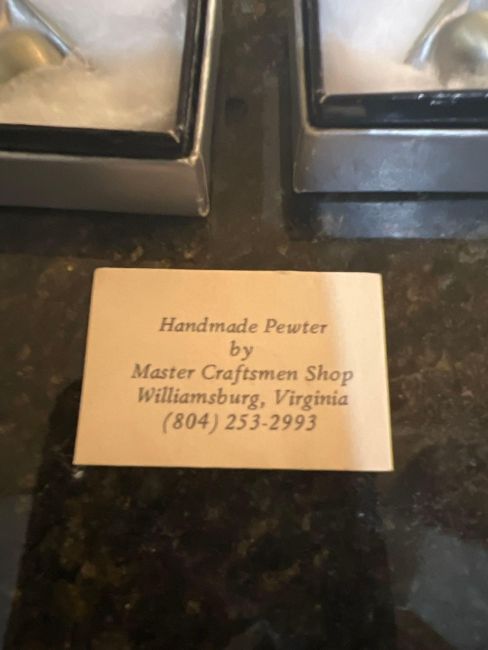 Handmade Pewter
by
Master Craftsmen Shop
Williamsburg, Virginia
(804) 253-2993